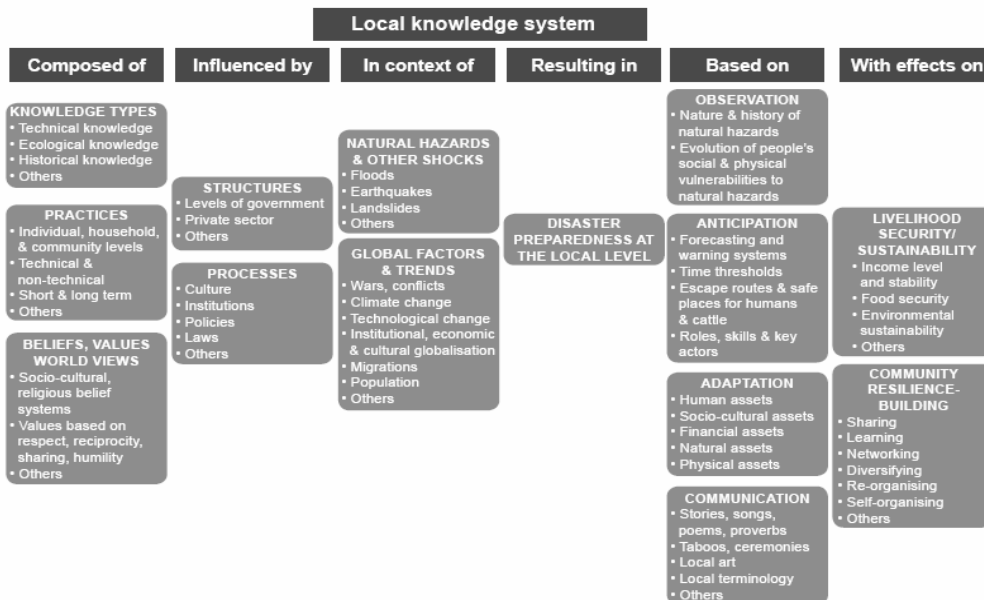 Local knowledge system
Composed of
KNOWLEDGE TYPES
• Technical knowledge
• Ecological knowledge
• Historical knowledge
• Others
PRACTICES
• Individual, household,
& community levels
• Technical &
non-technical
• Short & long term
• Others
BELIEFS, VALUES
WORLD VIEWS
• Socio-cultural,
religious belief
systems
• Values based on
respect, reciprocity,
sharing, humility
• Others
Influenced by
STRUCTURES
• Levels of government
• Private sector
• Others
PROCESSES
• Culture
• Institutions
• Policies
• Laws
• Others
In context of
NATURAL HAZARDS
& OTHER SHOCKS
• Floods
• Earthquakes
• Landslides
• Others
GLOBAL FACTORS
& TRENDS
• Wars, conflicts
• Climate change
• Technological change
• Institutional, economic
& cultural globalisation
• Migrations
• Population
• Others
Resulting in
DISASTER
PREPAREDNESS AT
THE LOCAL LEVEL
Based on
OBSERVATION
• Nature & history of
natural hazards
• Evolution of people's
social & physical
vulnerabilities to
natural hazards
ANTICIPATION
• Forecasting and
warning systems
• Time thresholds
• Escape routes & safe
places for humans
& cattle
• Roles, skills & key
actors
ADAPTATION
• Human assets
• Socio-cultural assets
• Financial assets
• Natural assets
• Physical assets
COMMUNICATION
• Stories, songs,
poems, proverbs
• Taboos, ceremonies
• Local art
• Local terminology
• Others
With effects on
LIVELIHOOD
SECURITY/
SUSTAINABILITY
• Income level
and stability
• Food security
• Environmental
sustainability
• Others
COMMUNITY
RESILIENCE-
BUILDING
• Sharing
• Learning
• Networking
• Diversifying
• Re-organising
• Self-organising
• Others